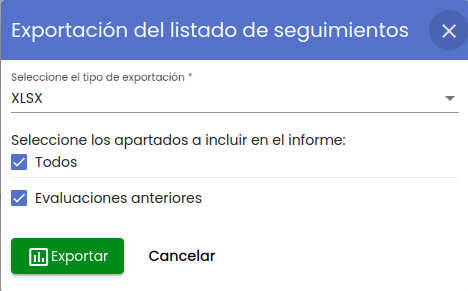 Exportación del listado de seguimientos
Seleccione el tipo de exportación *
XLSX
Seleccione los apartados a incluir en el informe:
Todos
Evaluaciones anteriores
Exportar Cancelar